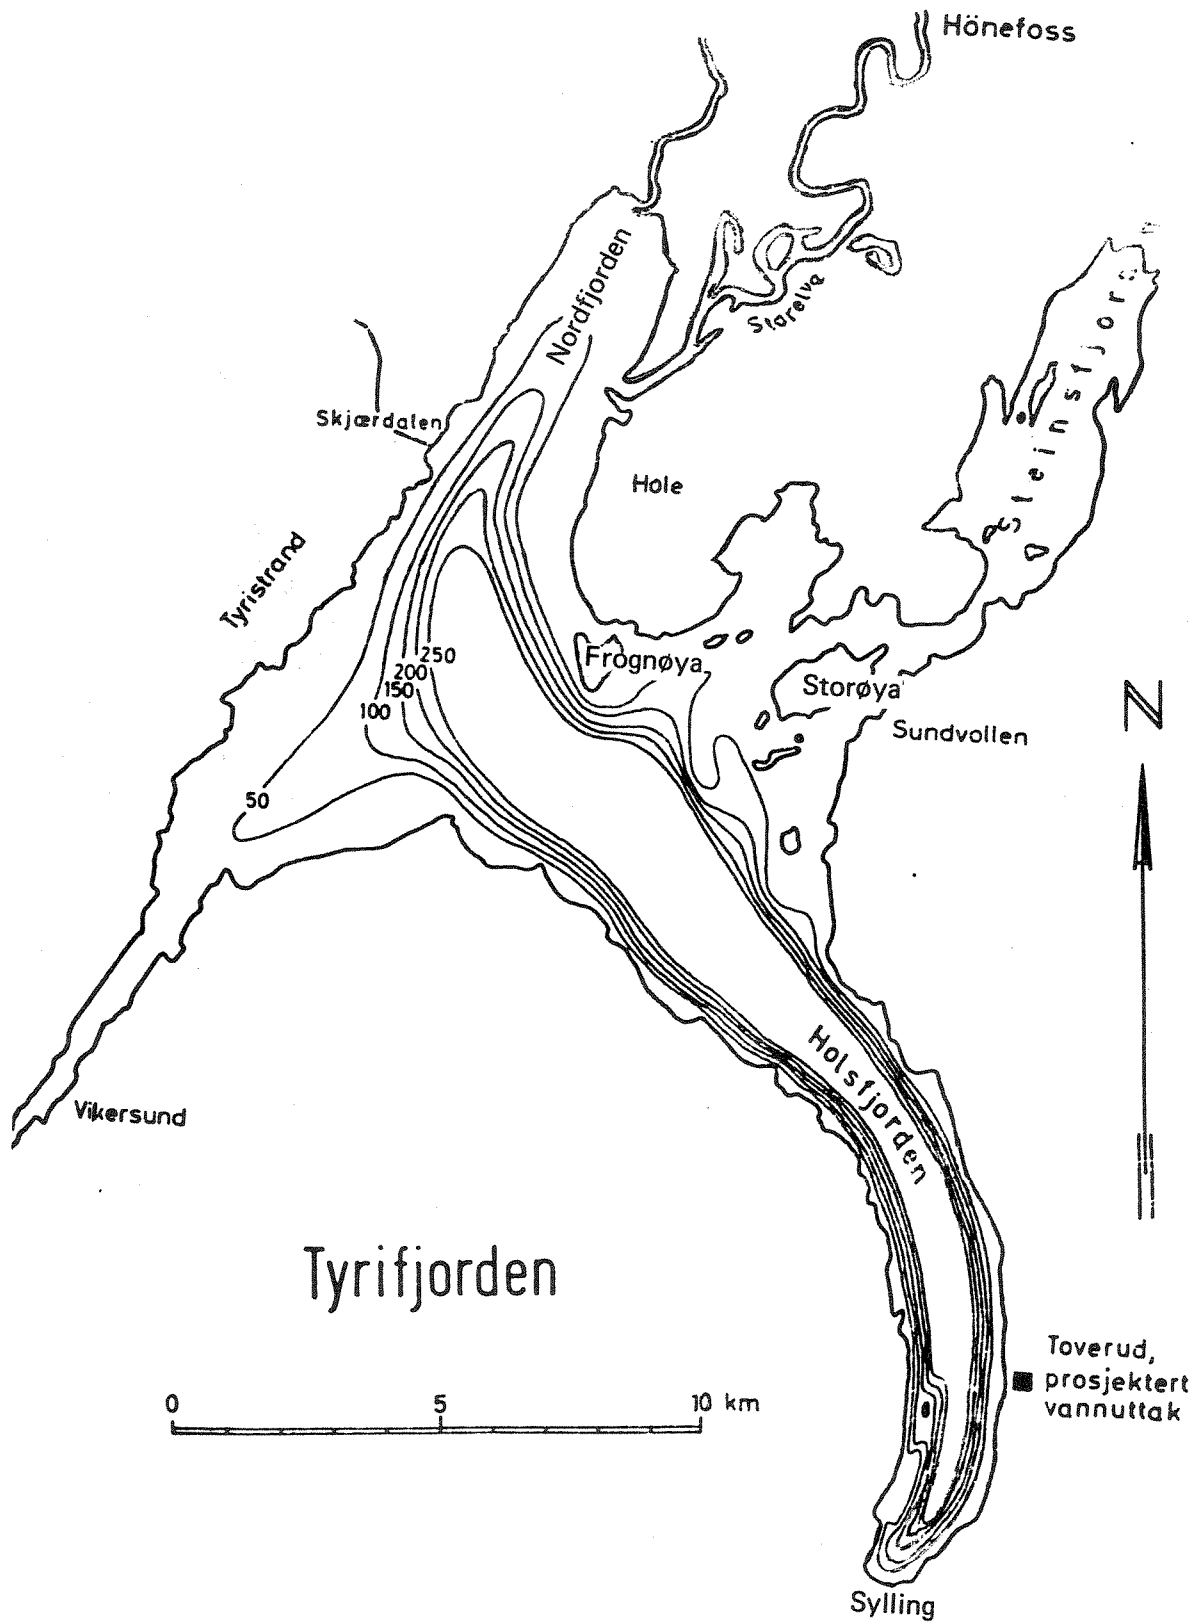 Hönefoss
Nordfjorden
Storelva
Steinsfjorden
Skjærdalen
Hole
Tyristrand
Frognøya
250
200
150
100
50
Storøya
Sundvollen
N
Holsfjorden
Vikersund
Tyrifjorden
Toverud,
prosjektert
vannuttak
0 5 10 km
Sylling